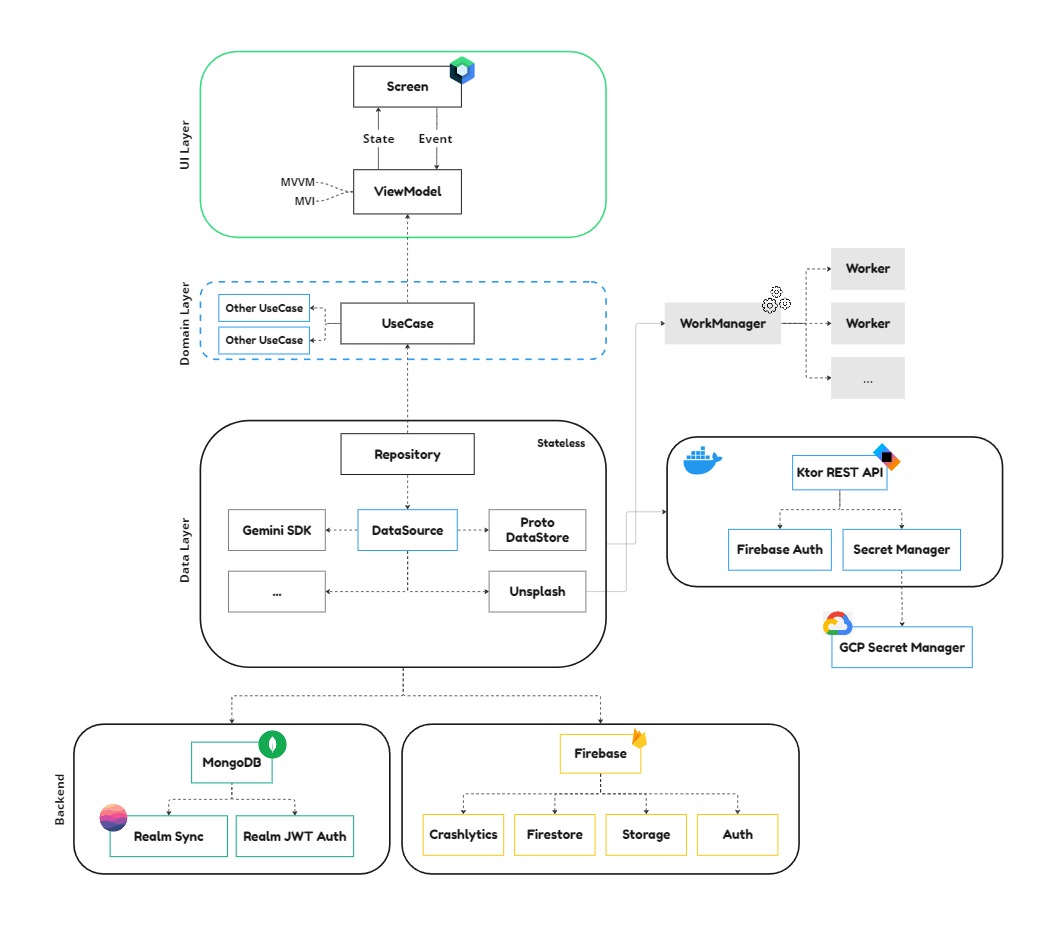 UI Layer
Screen
State
Event
MVVM
MVI
ViewModel
Domain Layer
Other UseCase
Other UseCase
UseCase
WorkManager
Worker
Worker
...
Data Layer
Stateless
Repository
Gemini SDK
DataSource
Proto
DataStore
...
Unsplash
Ktor REST API
Firebase Auth
Secret Manager
GCP Secret Manager
Backend
MongoDB
Realm Sync
Realm JWT Auth
Firebase
Crashlytics
Firestore
Storage
Auth